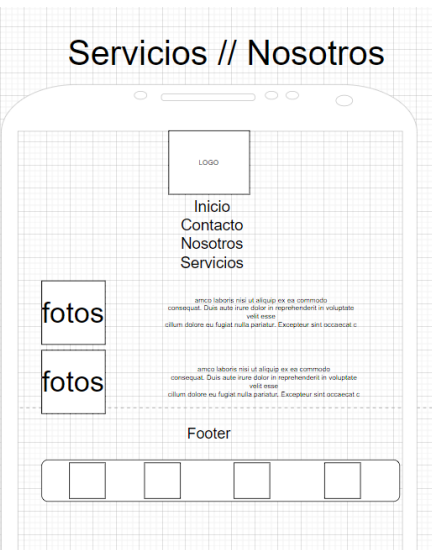 Servicios // Nosotros
LOGO
Inicio
Contacto
Nosotros
Servicios
fotos
amco laboris nisi ut aliquip ex ea commodo
consequat. Duis aute irure dolor in reprehenderit in voluptate
velit esse
cillum dolore eu fugiat nulla pariatur. Excepteur sint occaecat c
fotos
amco laboris nisi ut aliquip ex ea commodo
consequat. Duis aute irure dolor in reprehenderit in voluptate
velit esse
cillum dolore eu fugiat nulla pariatur. Excepteur sint occaecat c
Footer